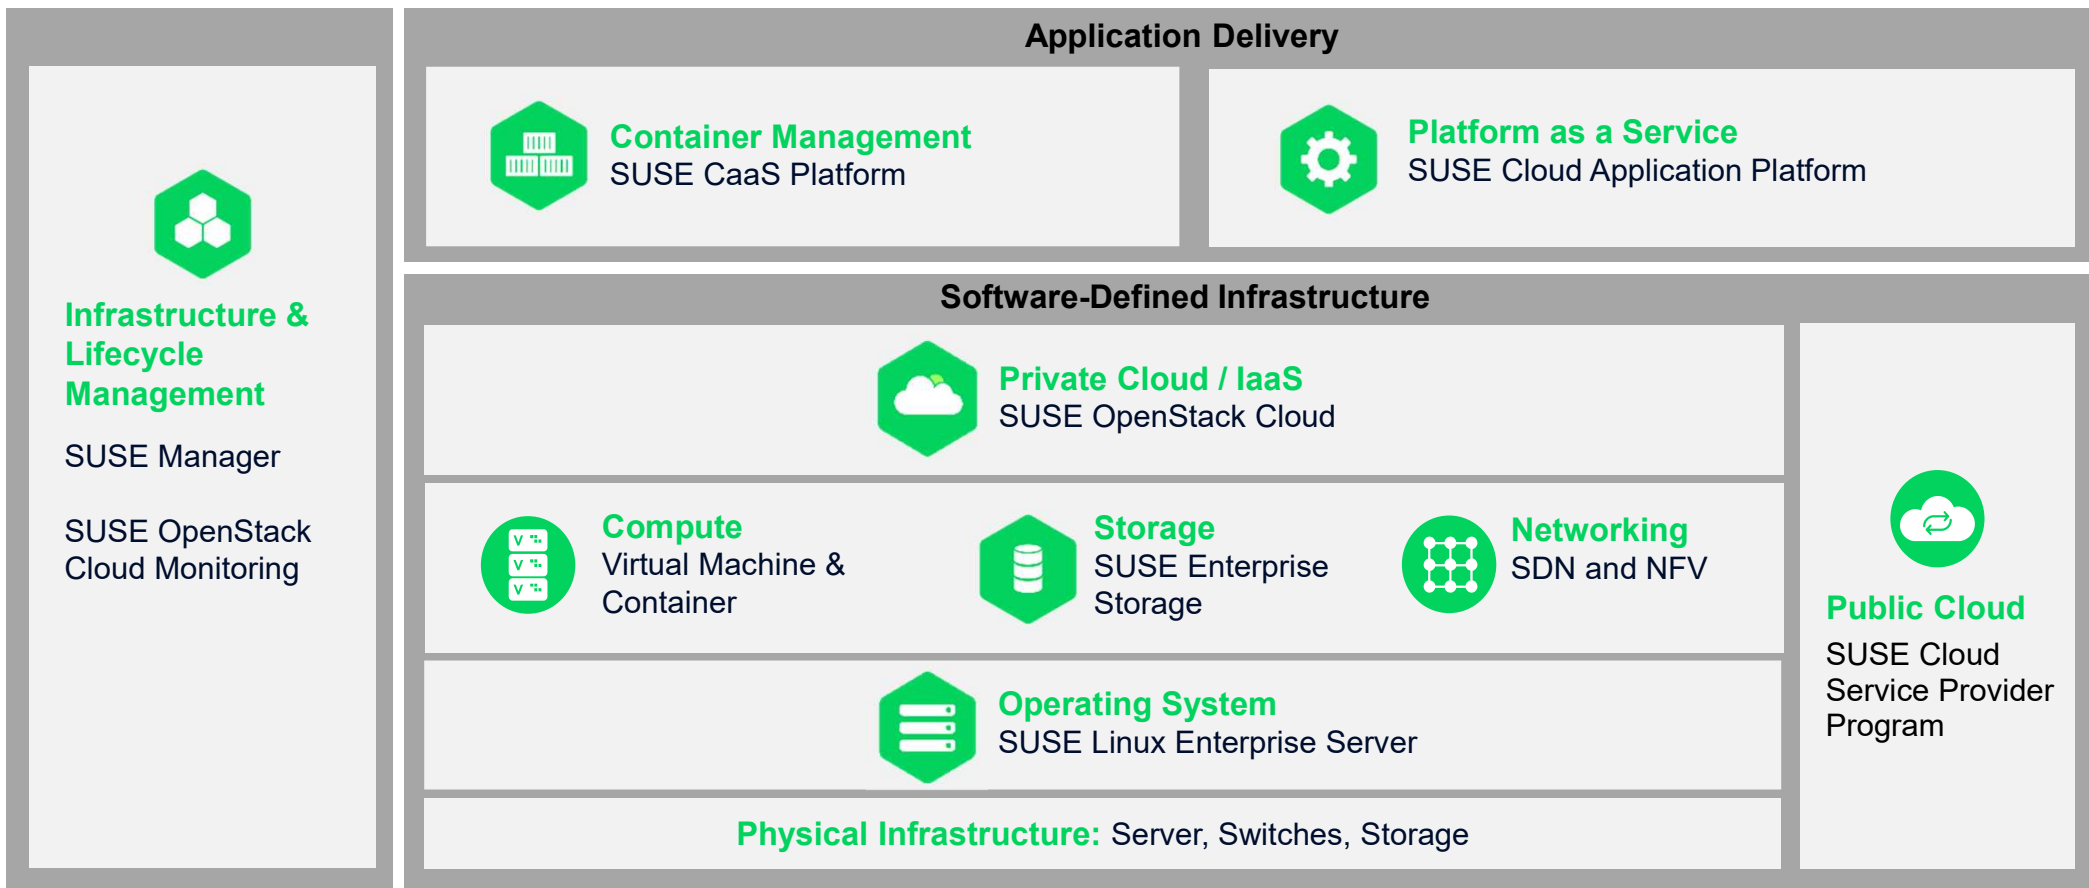 Application Delivery
Container Management
SUSE CaaS Platform
Platform as a Service
SUSE Cloud Application Platform
Infrastructure &
Lifecycle
Management
SUSE Manager
SUSE OpenStack
Cloud Monitoring
Software-Defined Infrastructure
Private Cloud / IaaS
SUSE OpenStack Cloud
Compute
Virtual Machine &
Container
Storage
SUSE Enterprise
Storage
Networking
SDN and NFV
Operating System
SUSE Linux Enterprise Server
Physical Infrastructure: Server, Switches, Storage
Public Cloud
SUSE Cloud
Service Provider
Program